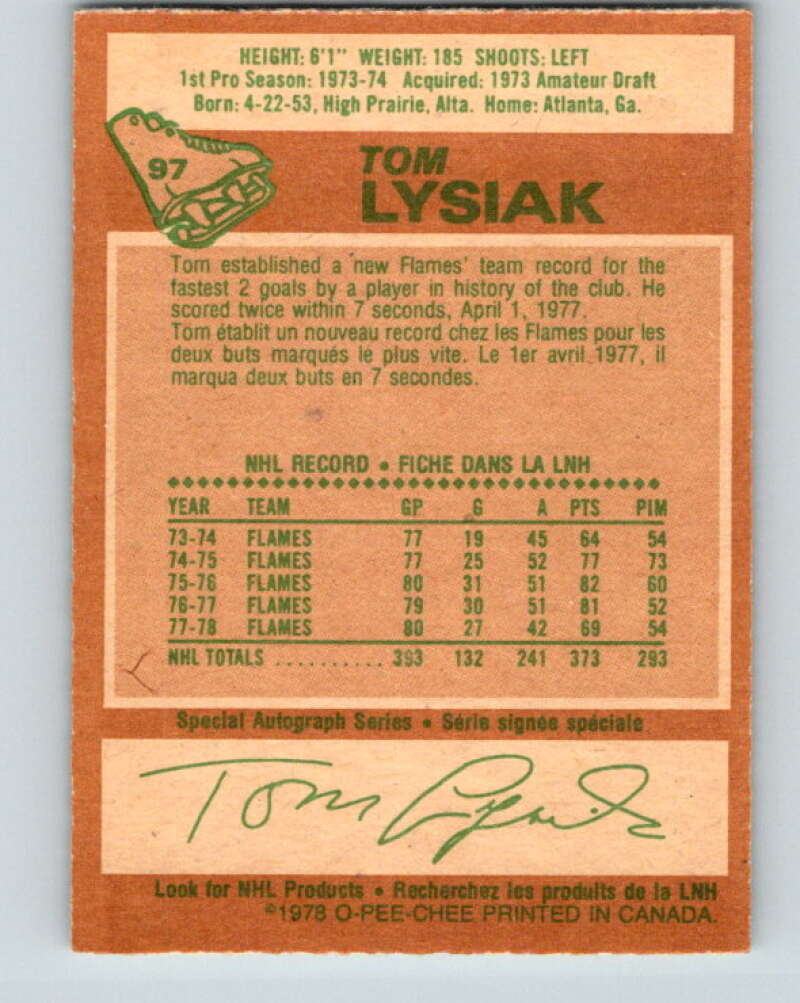 HEIGHT: 6'1" WEIGHT: 185 SHOOTS: LEFT
1st Pro Season: 1973-74 Acquired: 1973 Amateur Draft
Born: 4-22-53, High Prairie, Alta. Home: Atlanta, Ga.
97
TOM
LYSIAK
Tom established a new Flames' team record for the
fastest 2 goals by a player in history of the club. He
scored twice within 7 seconds, April 1, 1977.
Tom établit un nouveau record chez les Flames pour les
deux buts marqués le plus vite. Le 1er avril 1977, il
marqua deux buts en 7 secondes.
NHL RECORD • FICHE DANS LA LNH
YEAR TEAM GP G A PTS PIM
73-74 FLAMES 77 19 45 64 54
74-75 FLAMES 77 25 52 77 73
75-76 FLAMES 80 31 51 82 60
76-77 FLAMES 79 30 51 81 52
77-78 FLAMES 80 27 42 69 54
NHL TOTALS .......... 393 132 241 373 293
Special Autograph Series • Série signée spéciale
Tom Lysiak
Look for NHL Products • Recherchez les produits de la LNH
©1978 O-PEE-CHEE PRINTED IN CANADA.